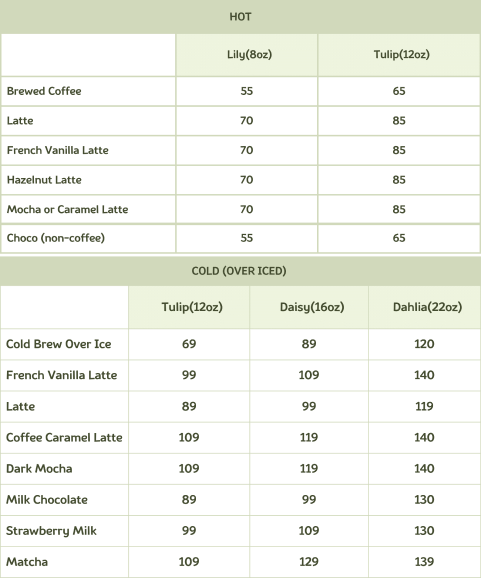 HOT
Lily(8oz) Tulip(12oz)
Brewed Coffee 55 65
Latte 70 85
French Vanilla Latte 70 85
Hazelnut Latte 70 85
Mocha or Caramel Latte 70 85
Choco (non-coffee) 55 65
COLD (OVER ICED)
Tulip(12oz) Daisy(16oz) Dahlia(22oz)
Cold Brew Over Ice 69 89 120
French Vanilla Latte 99 109 140
Latte 89 99 119
Coffee Caramel Latte 109 119 140
Dark Mocha 109 119 140
Milk Chocolate 89 99 130
Strawberry Milk 99 109 130
Matcha 109 129 139